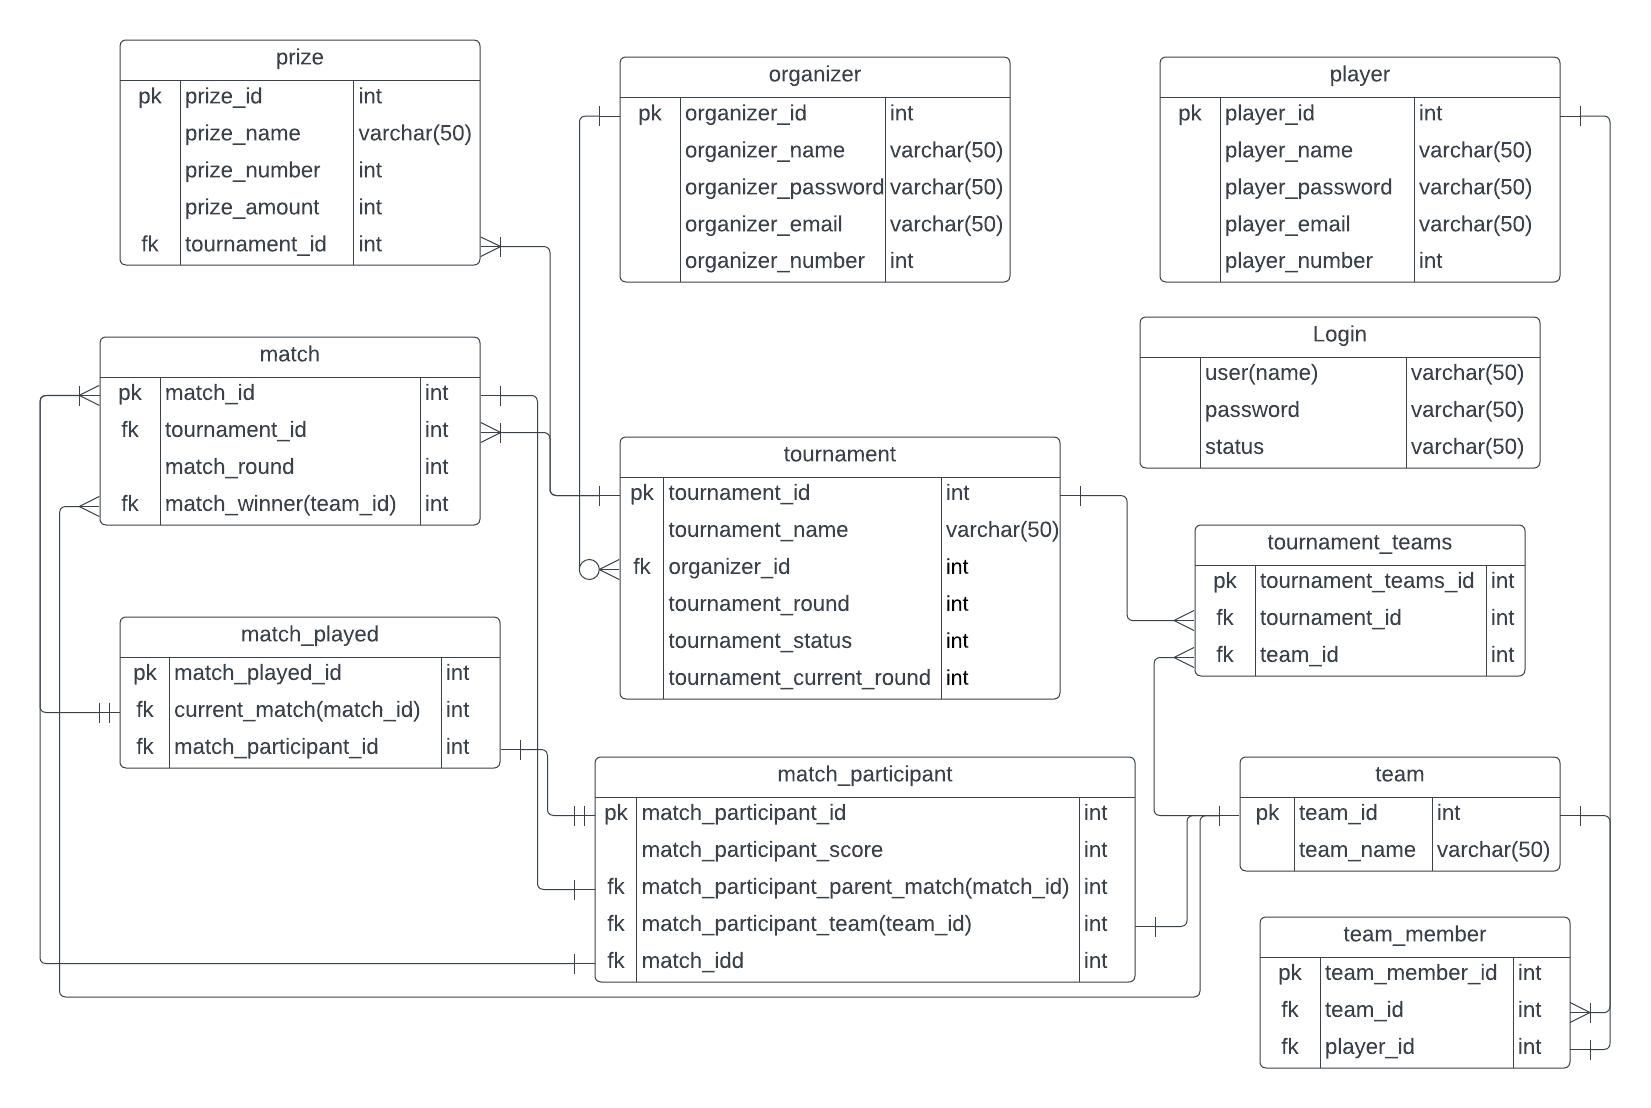 prize
pk prize_id int
prize_name varchar(50)
prize_number int
prize_amount int
fk tournament_id int
organizer
pk organizer_id int
organizer_name varchar(50)
organizer_password varchar(50)
organizer_email varchar(50)
organizer_number int
player
pk player_id int
player_name varchar(50)
player_password varchar(50)
player_email varchar(50)
player_number int
match
pk match_id int
fk tournament_id int
match_round int
fk match_winner(team_id) int
Login
user(name) varchar(50)
password varchar(50)
status varchar(50)
tournament
pk tournament_id int
tournament_name varchar(50)
fk organizer_id int
tournament_round int
tournament_status int
tournament_current_round int
tournament_teams
pk tournament_teams_id int
fk tournament_id int
fk team_id int
match_played
pk match_played_id int
fk current_match(match_id) int
fk match_participant_id int
match_participant
pk match_participant_id int
match_participant_score int
fk match_participant_parent_match(match_id) int
fk match_participant_team(team_id) int
fk match_idd int
team
pk team_id int
team_name varchar(50)
team_member
pk team_member_id int
fk team_id int
fk player_id int